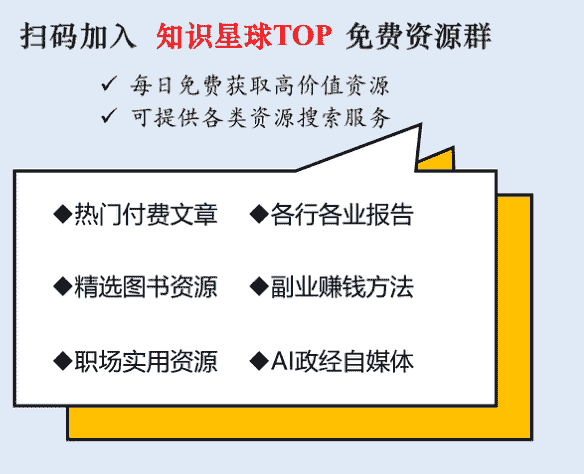 扫码加入 知识星球TOP 免费资源群
✓ 每日免费获取高价值资源
✓ 可提供各类资源搜索服务
◆热门付费文章 ◆各行各业报告
◆精选图书资源 ◆副业赚钱方法
◆职场实用资源 ◆AI政经自媒体